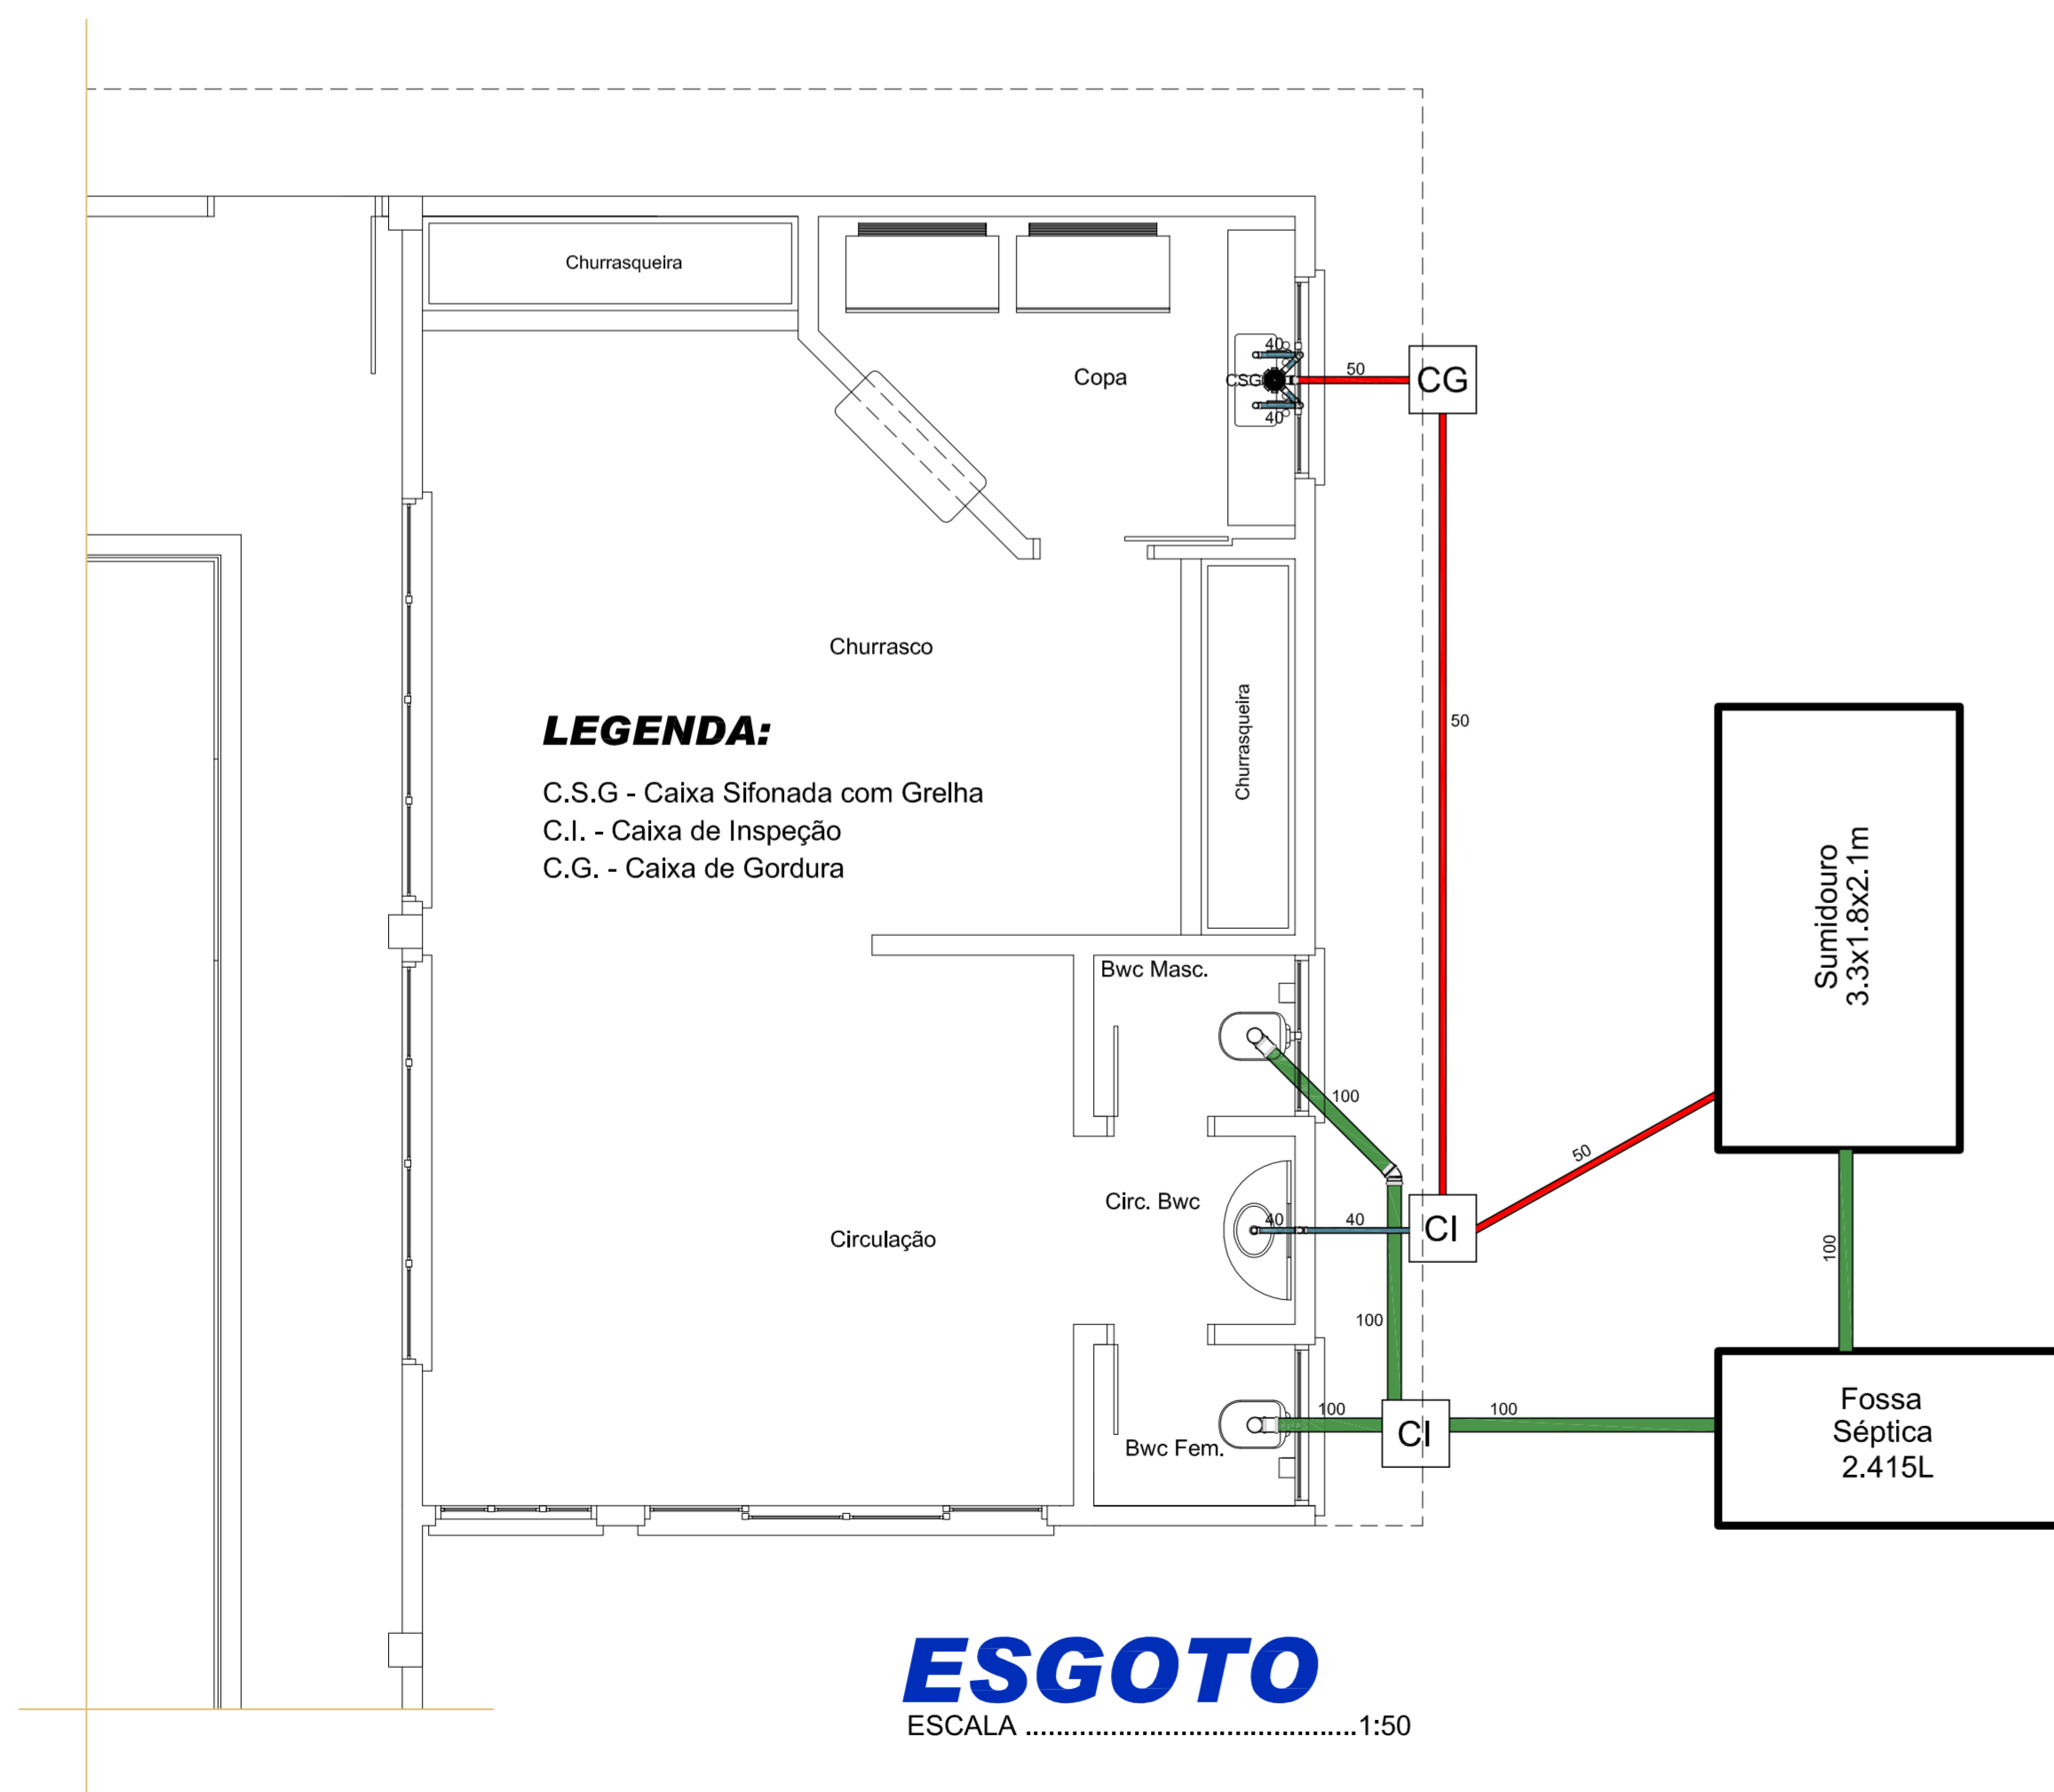 Churrasqueira
Copa
40
CSG
40
50
CG
50
Churrasco
Churrasqueira
LEGENDA:
C.S.G - Caixa Sifonada com Grelha
C.I. - Caixa de Inspeção
C.G. - Caixa de Gordura
Sumidouro
3.3x1.8x2.1m
Bwc Masc.
100
50
Circ. Bwc
40
40
CI
Circulação
100
100
Bwc Fem.
100
CI
100
Fossa
Séptica
2.415L
ESGOTO
ESCALA ............................................1:50